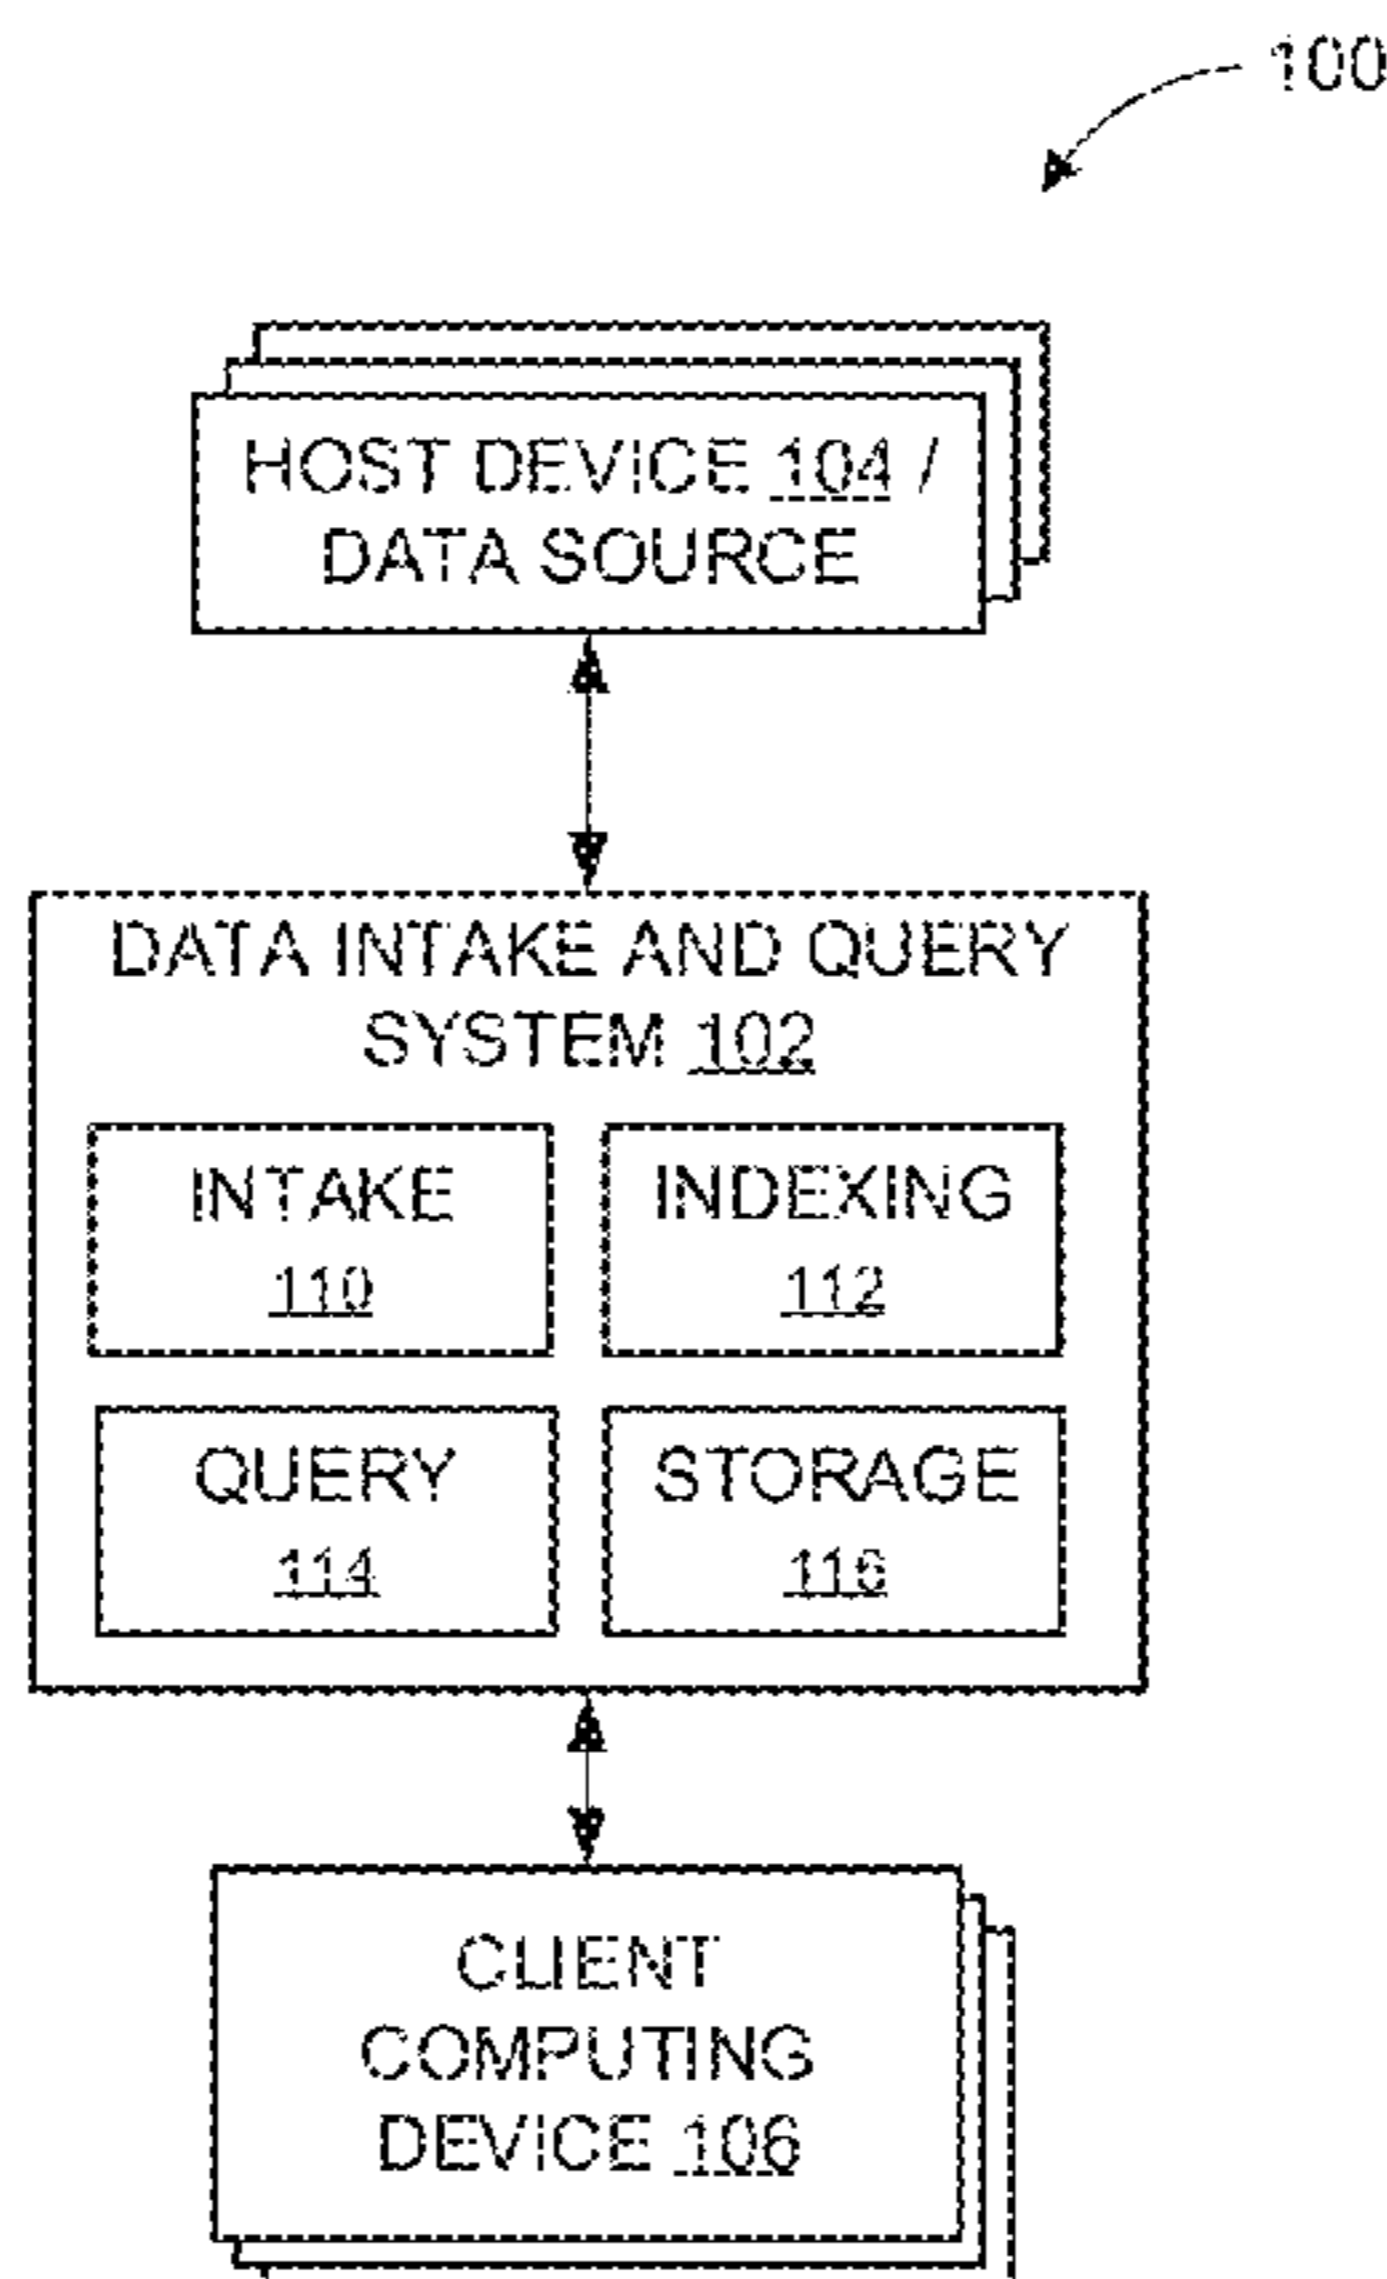 100
HOST DEVICE 104 /
DATA SOURCE
DATA INTAKE AND QUERY
SYSTEM 102
INTAKE
110
INDEXING
112
QUERY
114
STORAGE
116
CLIENT
COMPUTING
DEVICE 106